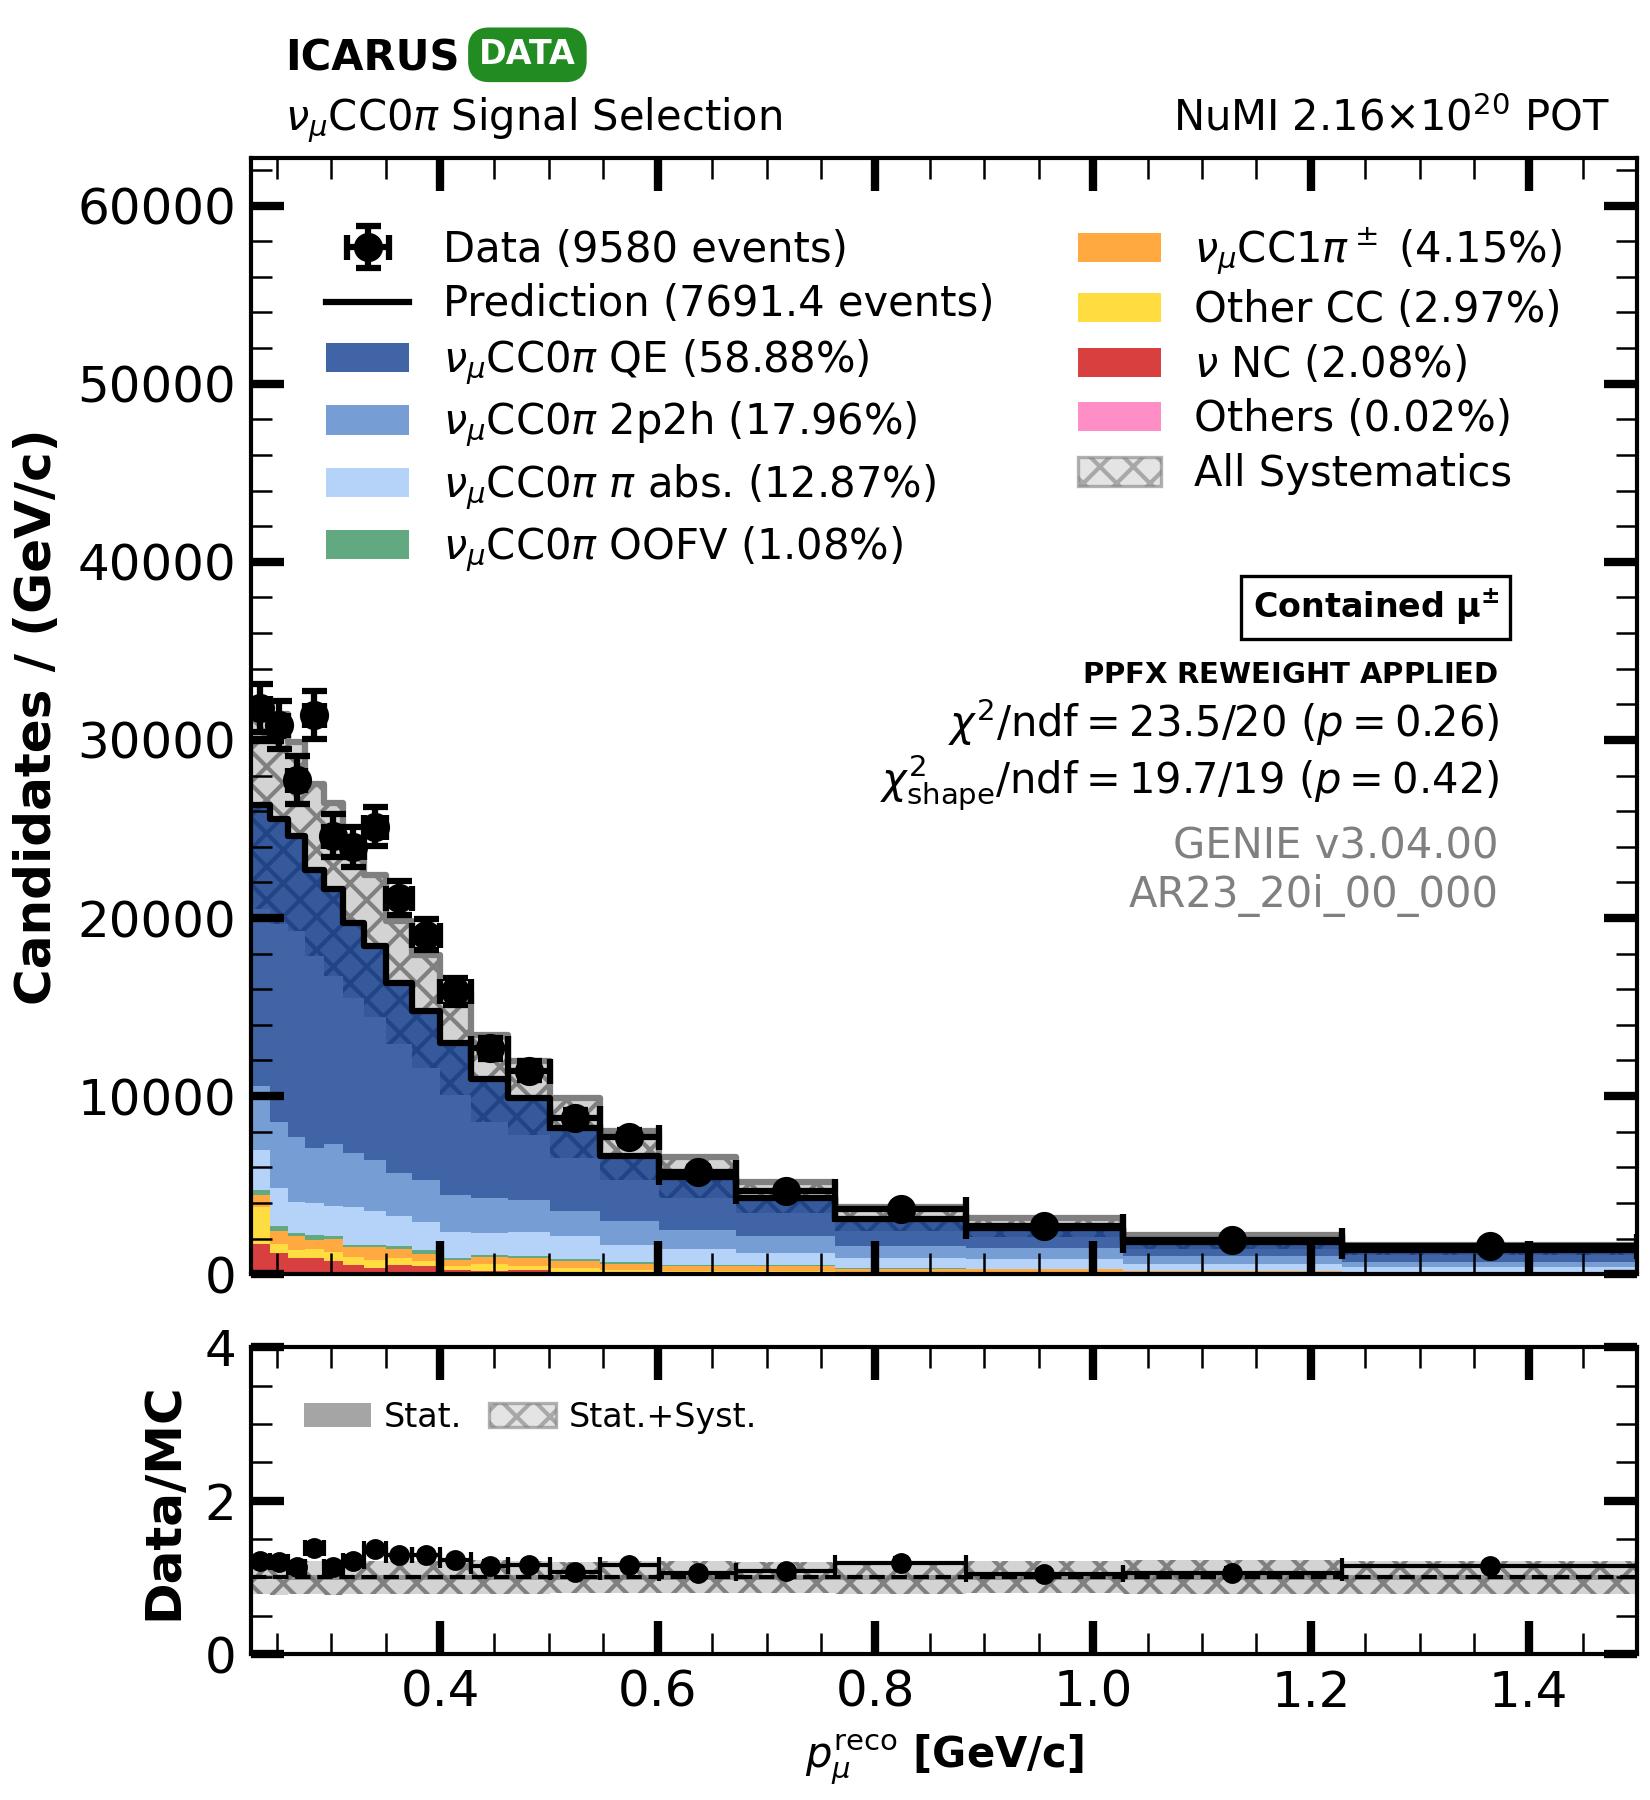 ICARUS DATA
νμCC0π Signal Selection
NuMI 2.16×10²⁰ POT
60000
50000
40000
30000
20000
10000
0
Candidates / (GeV/c)
Data (9580 events)
Prediction (7691.4 events)
νμCC0π QE (58.88%)
νμCC0π 2p2h (17.96%)
νμCC0π π abs. (12.87%)
νμCC0π OOFV (1.08%)
νμCC1π± (4.15%)
Other CC (2.97%)
ν NC (2.08%)
Others (0.02%)
All Systematics
Contained μ±
PPFX REWEIGHT APPLIED
χ²/ndf = 23.5/20 (p = 0.26)
χ²shape/ndf = 19.7/19 (p = 0.42)
GENIE v3.04.00
AR23_20i_00_000
4
2
0
Data/MC
Stat.
Stat.+Syst.
0.4 0.6 0.8 1.0 1.2 1.4
pμreco [GeV/c]